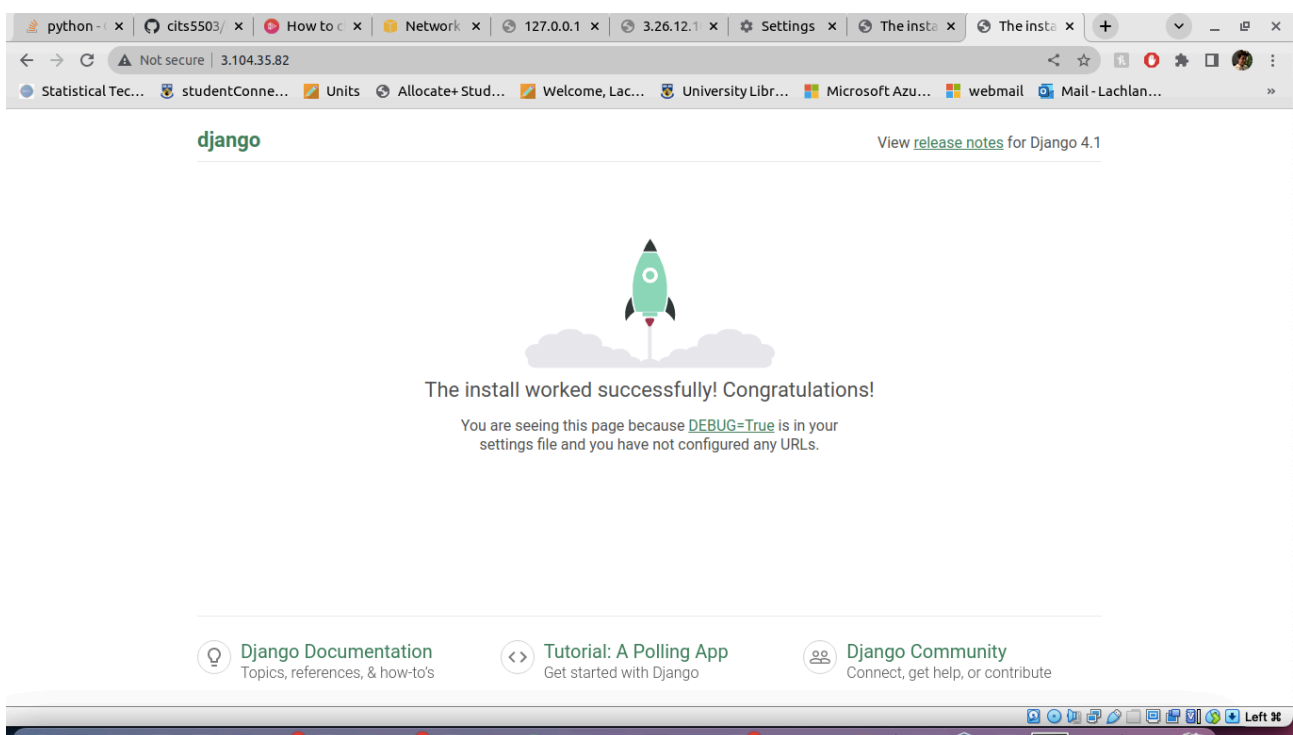 python - ( cits5503/ How to c Network 127.0.0.1 3.26.12.1 Settings The insta The insta
Not secure 3.104.35.82
Statistical Tec... studentConne... Units Allocate+ Stud... Welcome, Lac... University Libr... Microsoft Azu... webmail Mail - Lachlan... »
django View release notes for Django 4.1
The install worked successfully! Congratulations!
You are seeing this page because DEBUG=True is in your
settings file and you have not configured any URLs.
Django Documentation Tutorial: A Polling App Django Community
Topics, references, & how-to's Get started with Django Connect, get help, or contribute
Left ⌘